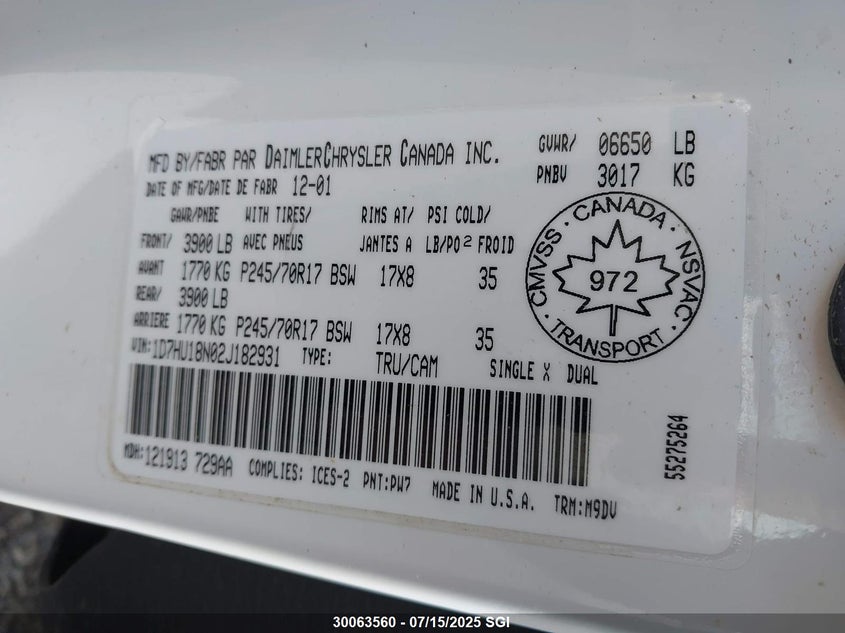 MFD BY/FABR PAR DAIMLERCHRYSLER CANADA INC. GVWR/ 06650 LB
DATE OF MFG/DATE DE FABR 12-01 PNBV 3017 KG
GAWR/PNBE WITH TIRES/ RIMS AT/ PSI COLD/
FRONT/ 3900 LB AVEC PNEUS JANTES A LB/PO² FROID
AVANT 1770 KG P245/70R17 BSW 17X8 35
REAR/ 3900 LB
ARRIERE 1770 KG P245/70R17 BSW 17X8 35
VIN:1D7HU18N02J182931 TYPE: TRU/CAM SINGLE X DUAL
CANADA
CMVSS 972 NSVAC
TRANSPORT
55275264
MDH:121913 729AA COMPLIES: ICES-2 PNT:PW7 MADE IN U.S.A. TRM:M9DV
30063560 - 07/15/2025 SGI